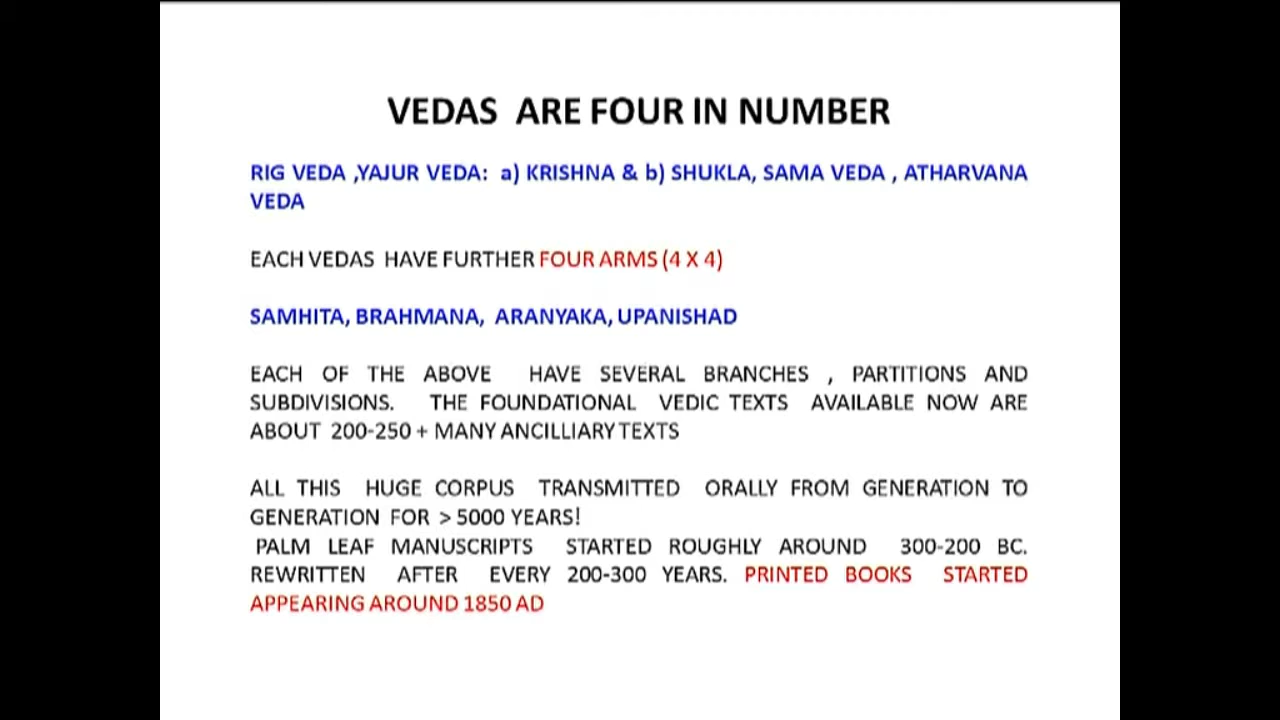 VEDAS ARE FOUR IN NUMBER
RIG VEDA ,YAJUR VEDA: a) KRISHNA & b) SHUKLA, SAMA VEDA , ATHARVANA
VEDA
EACH VEDAS HAVE FURTHER FOUR ARMS (4 X 4)
SAMHITA, BRAHMANA, ARANYAKA, UPANISHAD
EACH OF THE ABOVE HAVE SEVERAL BRANCHES , PARTITIONS AND
SUBDIVISIONS. THE FOUNDATIONAL VEDIC TEXTS AVAILABLE NOW ARE
ABOUT 200-250 + MANY ANCILLIARY TEXTS
ALL THIS HUGE CORPUS TRANSMITTED ORALLY FROM GENERATION TO
GENERATION FOR > 5000 YEARS!
PALM LEAF MANUSCRIPTS STARTED ROUGHLY AROUND 300-200 BC.
REWRITTEN AFTER EVERY 200-300 YEARS. PRINTED BOOKS STARTED
APPEARING AROUND 1850 AD